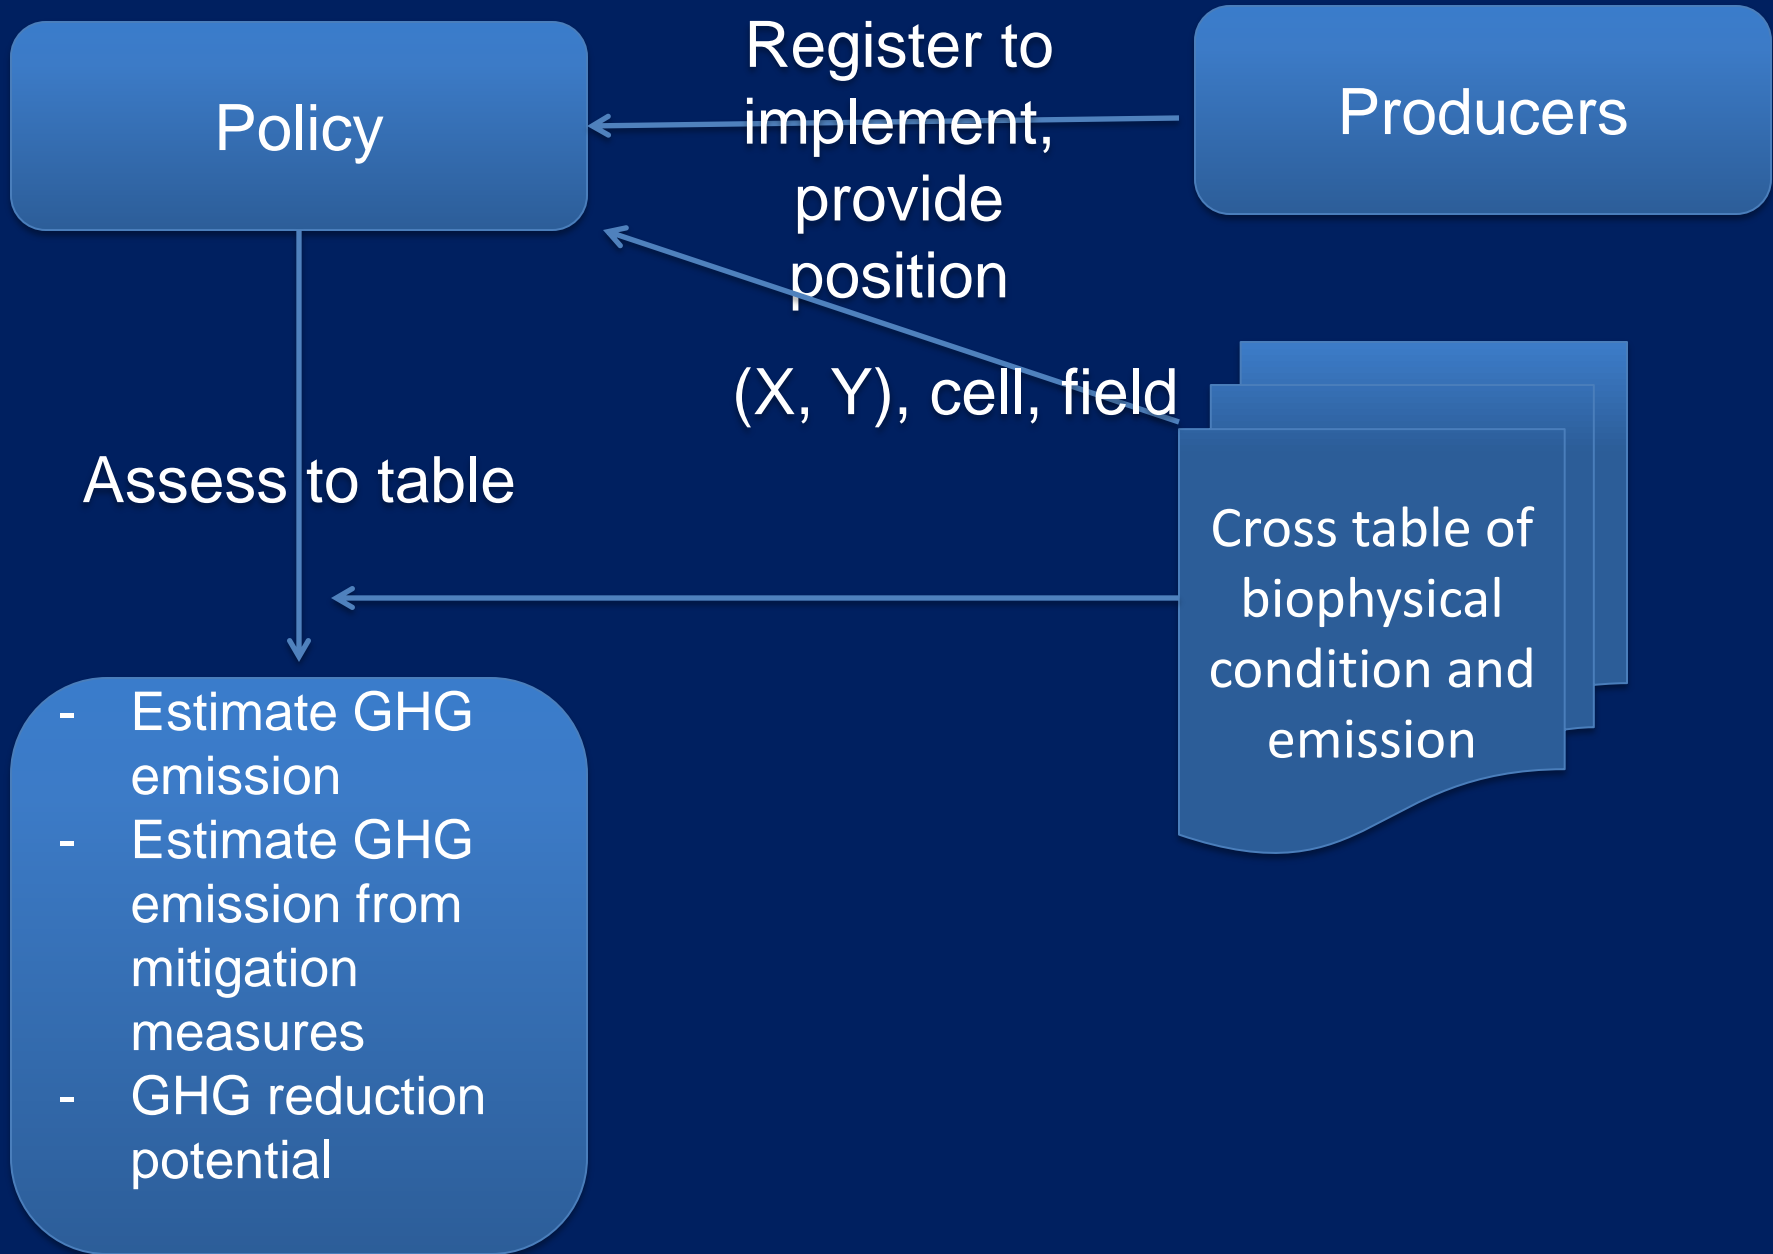 Policy
Register to
implement,
provide
position
(X, Y), cell, field
Producers
Assess to table
Cross table of
biophysical
condition and
emission
- Estimate GHG
emission
- Estimate GHG
emission from
mitigation
measures
- GHG reduction
potential